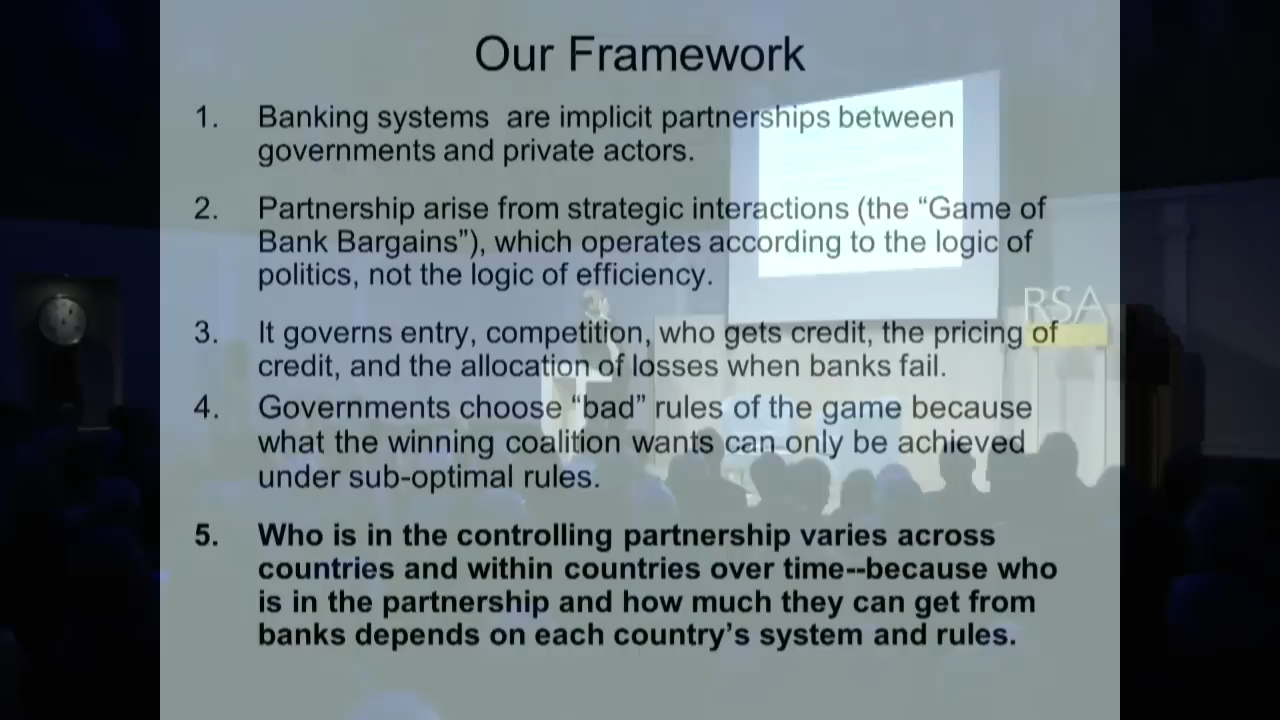 Our Framework
1. Banking systems are implicit partnerships between
governments and private actors.
2. Partnership arise from strategic interactions (the “Game of
Bank Bargains”), which operates according to the logic of
politics, not the logic of efficiency.
3. It governs entry, competition, who gets credit, the pricing of
credit, and the allocation of losses when banks fail.
4. Governments choose “bad” rules of the game because
what the winning coalition wants can only be achieved
under sub-optimal rules.
5. Who is in the controlling partnership varies across
countries and within countries over time--because who
is in the partnership and how much they can get from
banks depends on each country’s system and rules.
RSA